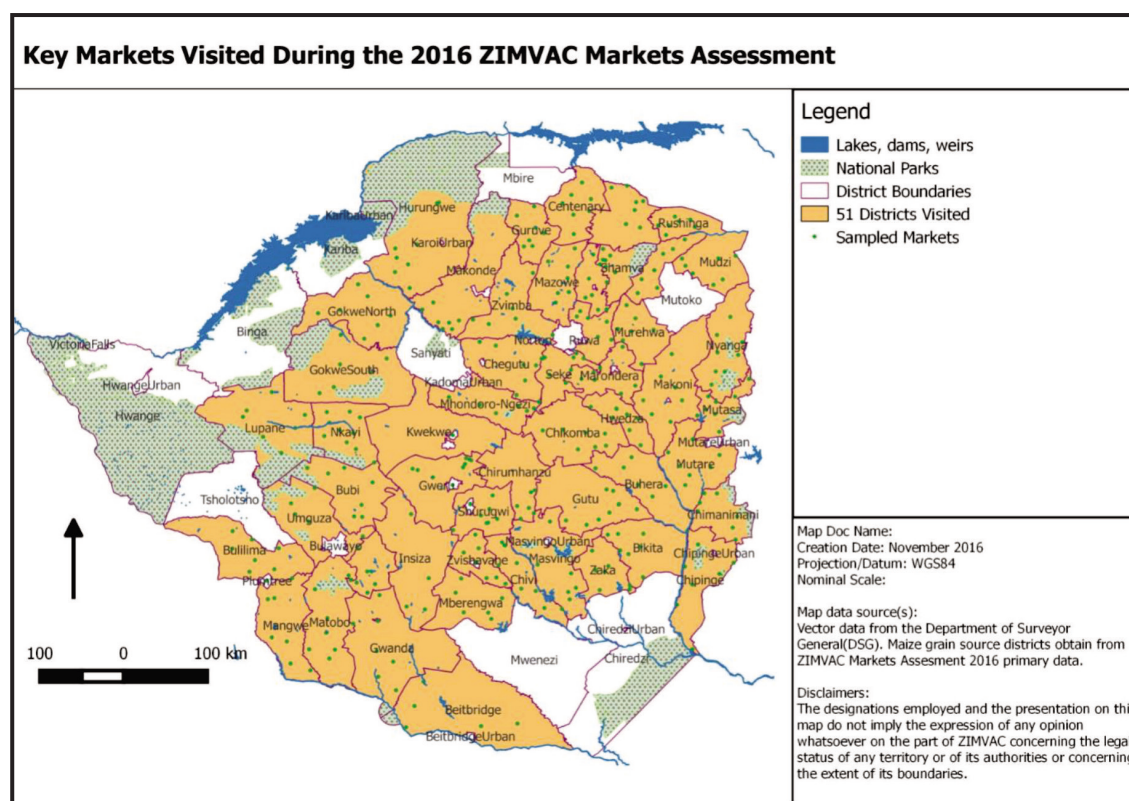 Key Markets Visited During the 2016 ZIMVAC Markets Assessment
Legend
Lakes, dams, weirs
National Parks
District Boundaries
51 Districts Visited
Sampled Markets
Mbire
KaribaUrban
Hurungwe
Centenary
Rushinga
Guruve
Kariba
KaroiUrban
Makonde
Shamva
Mudzi
Mazowe
Mutoko
GokweNorth
Zvimba
Binga
Norton
Ruwa
Murehwa
VictoriaFalls
Sanyati
Nyanga
HwangeUrban
GokweSouth
Chegutu
Seke
Marondera
KadomaUrban
Makoni
Hwange
Mhondoro-Ngezi
Mutasa
Lupane
Nkayi
Kwekwe
Chikomba
Hwedza
MutareUrban
Mutare
Tsholotsho
Bubi
Gweru
Chirumhanzu
Buhera
Umguza
Shurugwi
Gutu
Chimanimani
Bulilima
Bulawayo
Insiza
Zvishavane
MasvingoUrban
Masvingo
Bikita
ChipingeUrban
Plumtree
Chivi
Zaka
Chipinge
Mangwe
Matobo
Mberengwa
ChirediUrban
Gwanda
Mwenezi
Chiredzi
Beitbridge
BeitbridgeUrban
100 0 100 km
Map Doc Name:
Creation Date: November 2016
Projection/Datum: WGS84
Nominal Scale:
Map data source(s):
Vector data from the Department of Surveyor
General(DSG). Maize grain source districts obtain from
ZIMVAC Markets Assesment 2016 primary data.
Disclaimers:
The designations employed and the presentation on thi
map do not imply the expression of any opinion
whatsoever on the part of ZIMVAC concerning the legal
status of any territory or of its authorities or concerning
the extent of its boundaries.